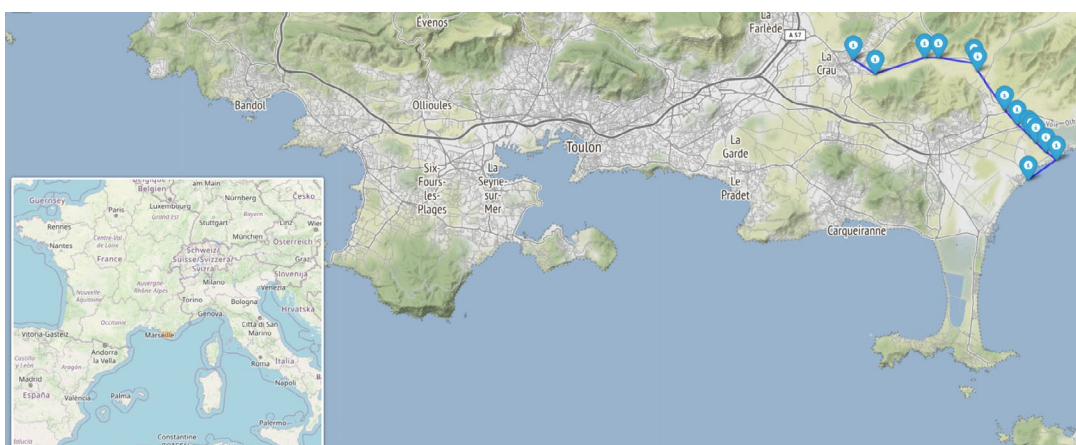 Évenos
La
Farlède
A 57
La
Crau
Bandol
Ollioules
Toulon
Voie Olb
La
Garde
Six-
Fours-
les-
Plages
La
Seyne-
sur-
Mer
Le
Pradet
Carqueiranne
Belgique
Belgien
am Main
Guernsey
Luxembourg
Nürnberg
Česko
Paris
Grand Est
Bayern
Rennes
Stuttgart
Linz
Wien
Nantes
Centre-Val
de Loire
München
Österreich
France
Schweiz/
Suisse/Svizzera/
Svizra
Graz
Slovenija
Nouvelle-
Aquitaine
Auvergne
Rhône Alpes
Milano
Venezia
Torino
Bologna
Hrvatska
Occitanie
Genova
Vitoria-Gasteiz
Marseille
Città di San
Marino
Castilla
y León
Aragón
Andorra
la Vella
Italia
Roma
Madrid
España
Napoli
València
Palma
Palermo
Constantine